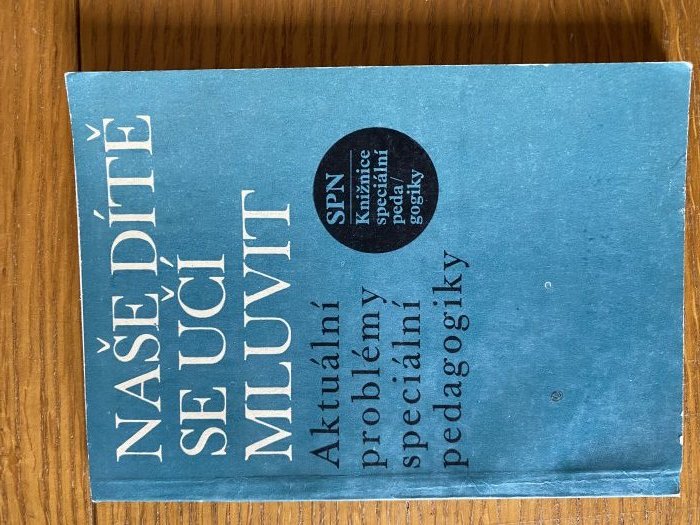 NAŠE DÍTĚ
SE UČÍ
MLUVIT
Aktuální
problémy
speciální
pedagogiky
SPN
Knižnice
speciální
peda/
gogiky